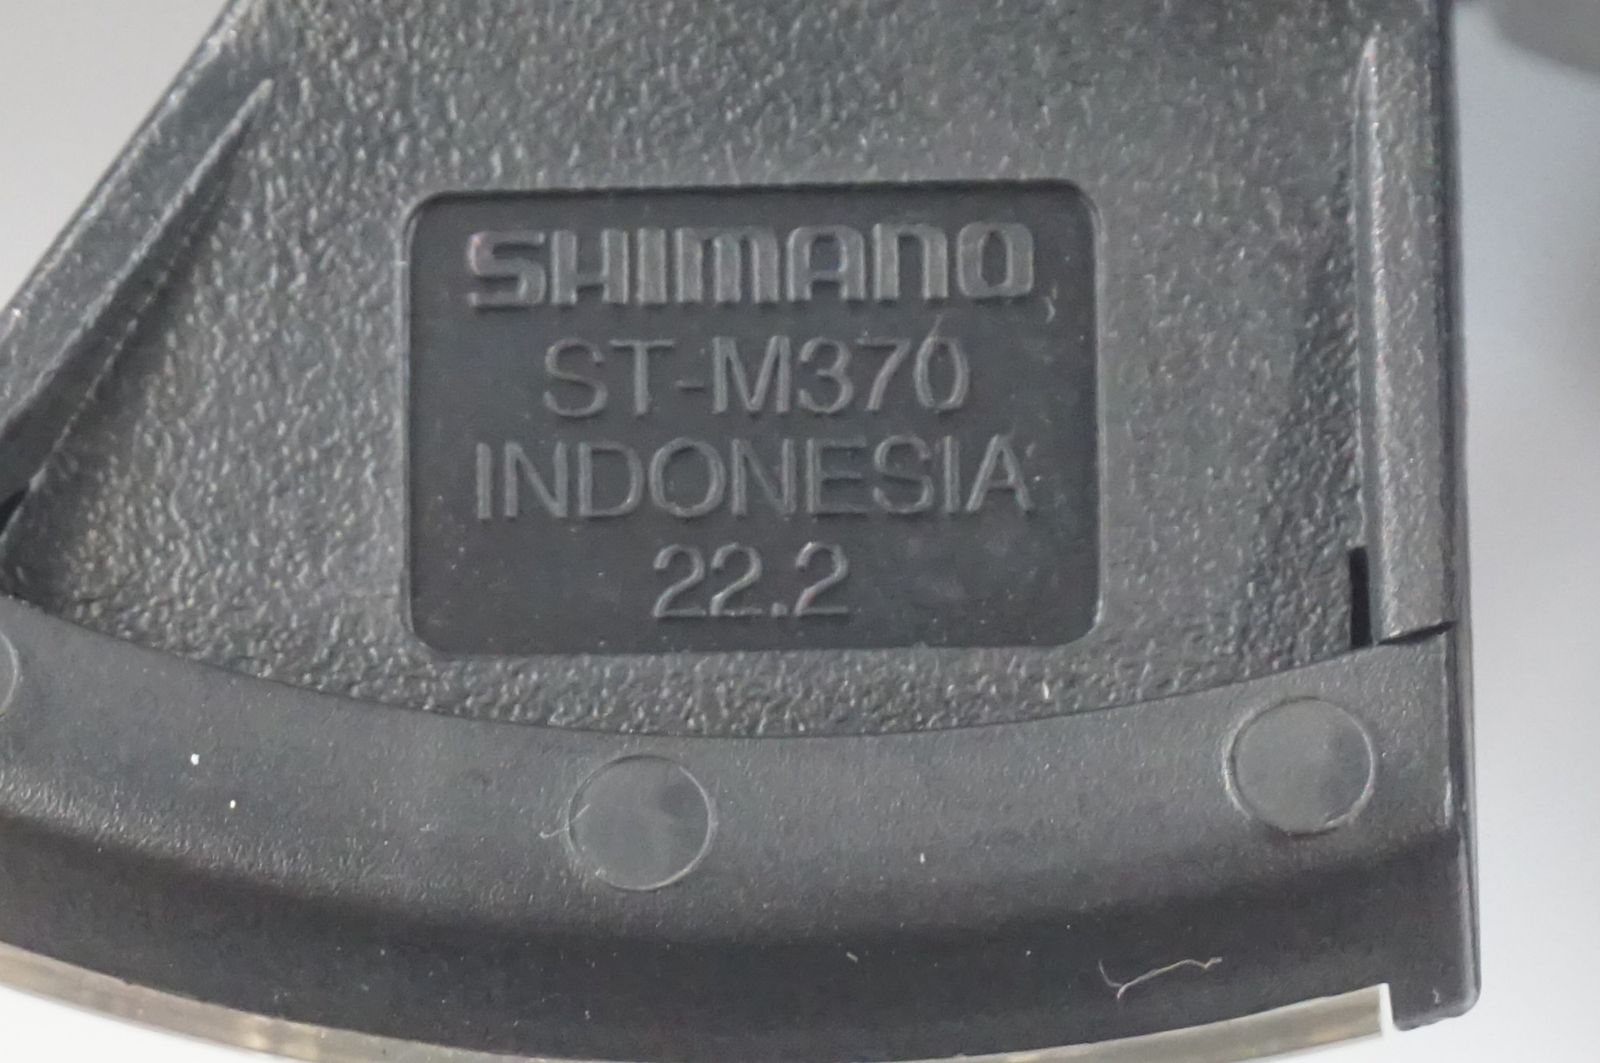 SHIMANO
ST-M370
INDONESIA
22.2